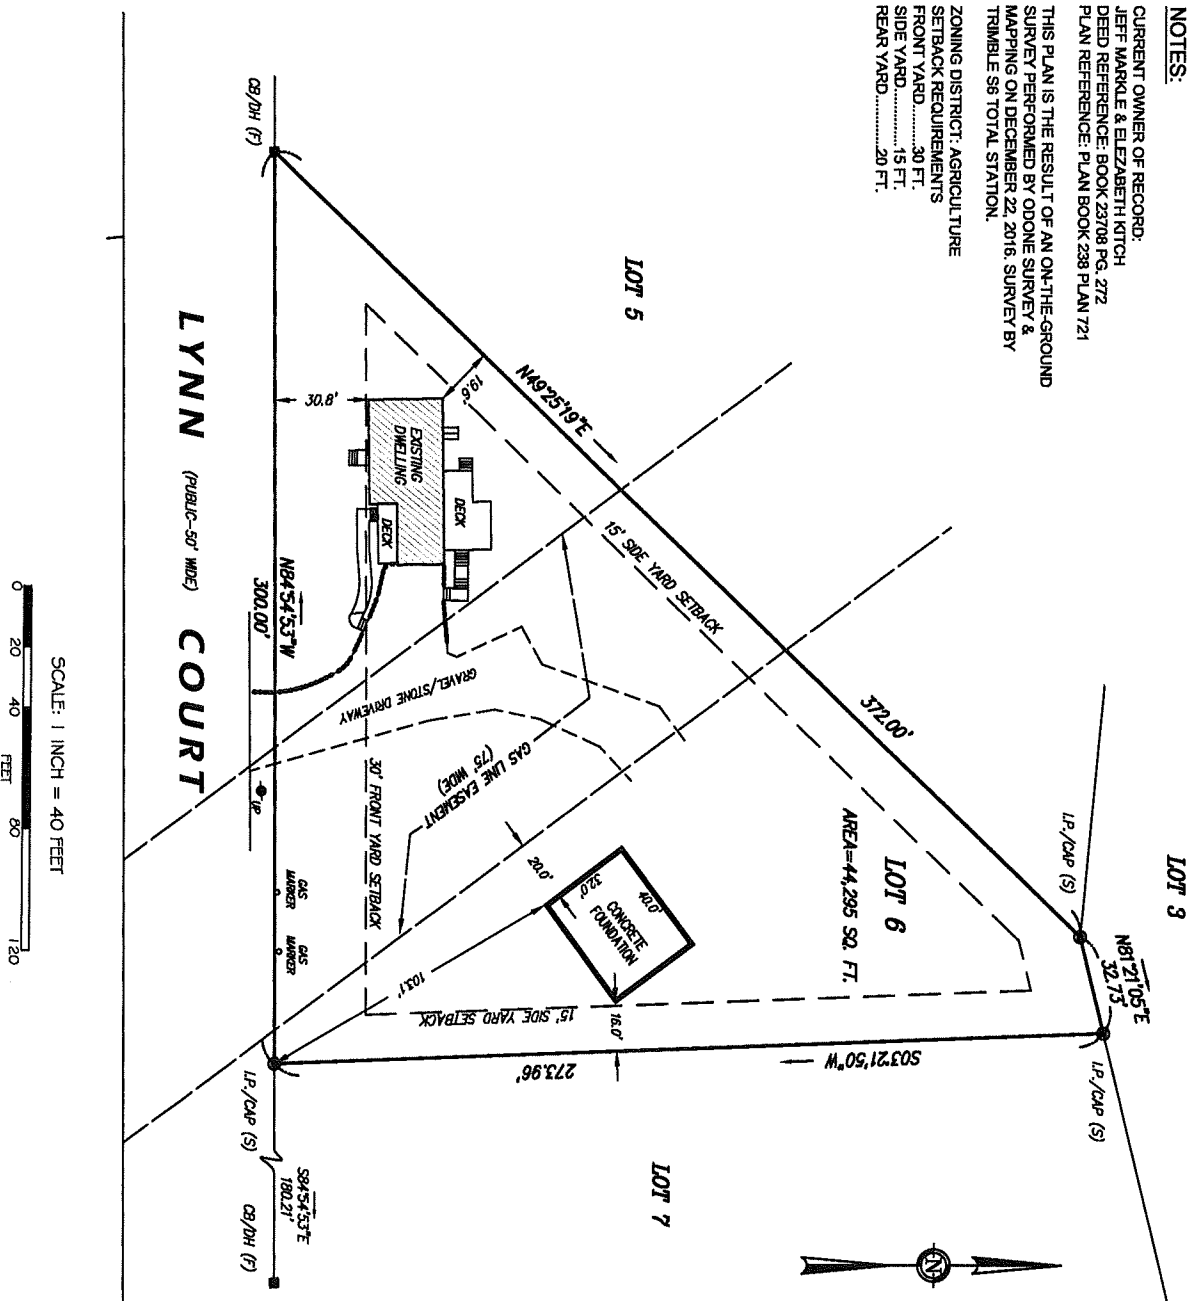 NOTES:
CURRENT OWNER OF RECORD:
JEFF MARKLE & ELEZABETH KITCH
DEED REFERENCE: BOOK 23708 PG. 272
PLAN REFERENCE: PLAN BOOK 238 PLAN 721
THIS PLAN IS THE RESULT OF AN ON-THE-GROUND
SURVEY PERFORMED BY ODONE SURVEY &
MAPPING ON DECEMBER 22, 2016. SURVEY BY
TRIMBLE S6 TOTAL STATION.
ZONING DISTRICT: AGRICULTURE
SETBACK REQUIREMENTS
FRONT YARD.........30 FT.
SIDE YARD............15 FT.
REAR YARD...........20 FT.
LOT 3
LOT 5
N81°21'05"E
32.73'
I.P./CAP (S)
I.P./CAP (S)
N49°25'19"E
372.00'
LOT 6
AREA=44,295 SQ. FT.
15' SIDE YARD SETBACK
S03°21'50"W
273.96'
LOT 7
N
CONCRETE
FOUNDATION
40.0'
32.0'
20.0'
16.0'
103.1'
15' SIDE YARD SETBACK
19.6'
30.8'
EXISTING
DWELLING
DECK
DECK
GRAVEL/STONE DRIVEWAY
GAS LINE EASEMENT
(75' WIDE)
30' FRONT YARD SETBACK
GAS
MARKER
GAS
MARKER
UP
CB/DH (F)
N84°54'53"W
300.00'
I.P./CAP (S)
S84°54'53"E
180.21'
CB/DH (F)
LYNN (PUBLIC-50' WIDE) COURT
SCALE: 1 INCH = 40 FEET
0 20 40 80 120
FEET